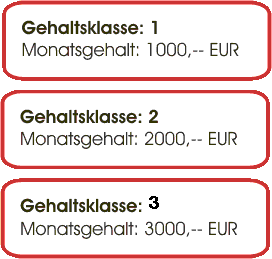 Gehaltsklasse: 1
Monatsgehalt: 1000,-- EUR
Gehaltsklasse: 2
Monatsgehalt: 2000,-- EUR
Gehaltsklasse: 3
Monatsgehalt: 3000,-- EUR